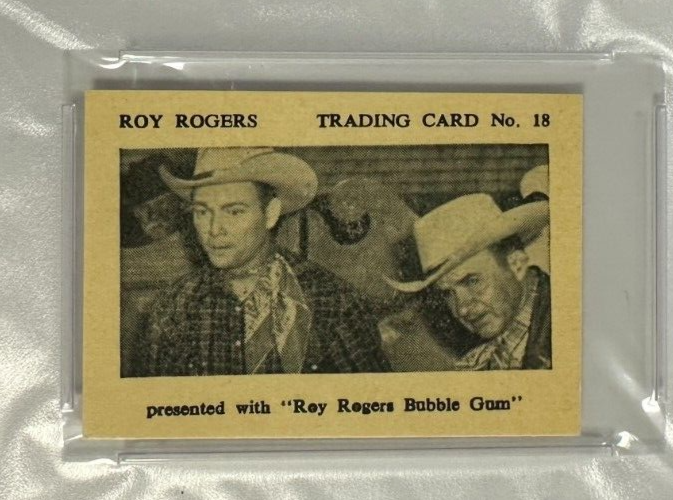 ROY ROGERS TRADING CARD No. 18
presented with "Roy Rogers Bubble Gum"